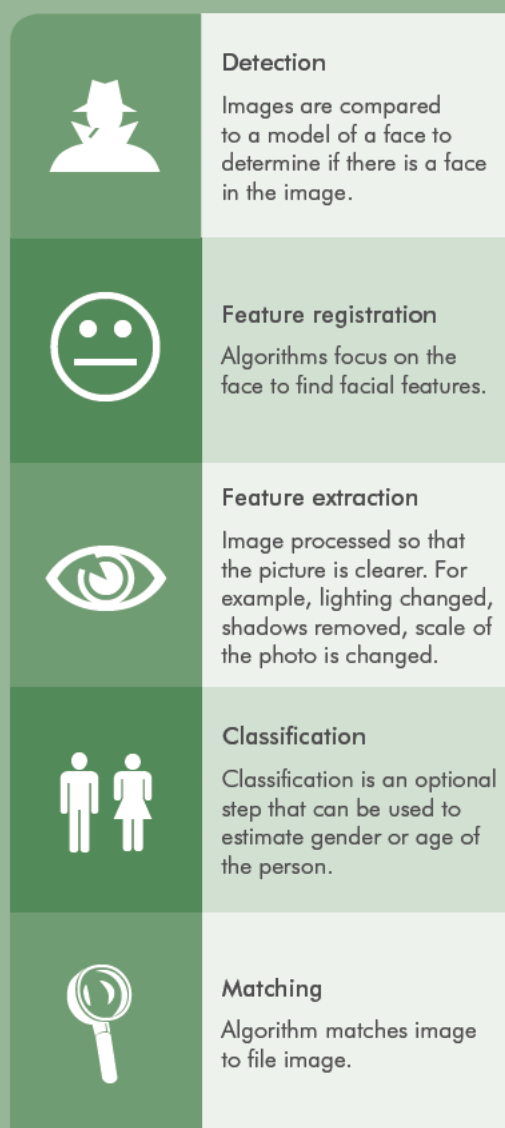 Detection
Images are compared
to a model of a face to
determine if there is a face
in the image.
Feature registration
Algorithms focus on the
face to find facial features.
Feature extraction
Image processed so that
the picture is clearer. For
example, lighting changed,
shadows removed, scale of
the photo is changed.
Classification
Classification is an optional
step that can be used to
estimate gender or age of
the person.
Matching
Algorithm matches image
to file image.